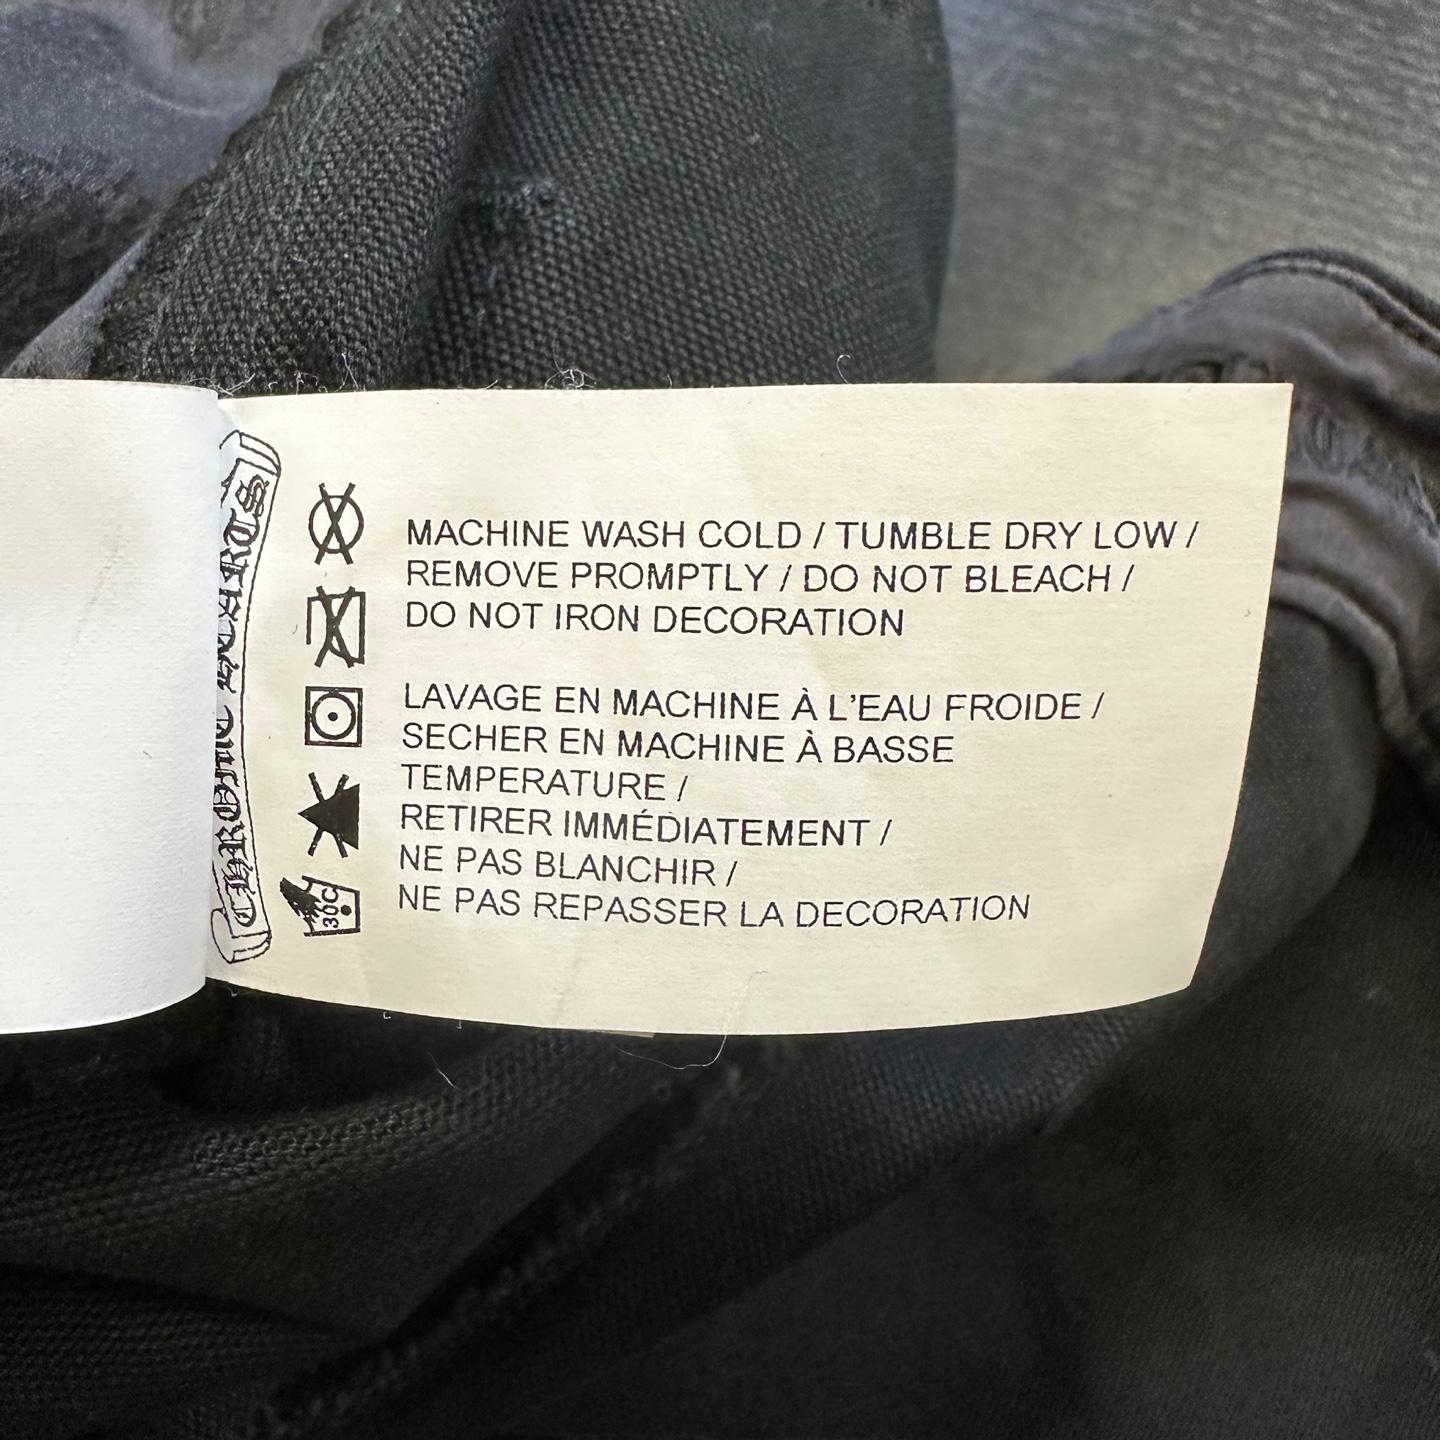 CHROME HEARTS
MACHINE WASH COLD / TUMBLE DRY LOW /
REMOVE PROMPTLY / DO NOT BLEACH /
DO NOT IRON DECORATION
LAVAGE EN MACHINE À L'EAU FROIDE /
SECHER EN MACHINE À BASSE
TEMPERATURE /
RETIRER IMMÉDIATEMENT /
NE PAS BLANCHIR /
NE PAS REPASSER LA DECORATION
30C